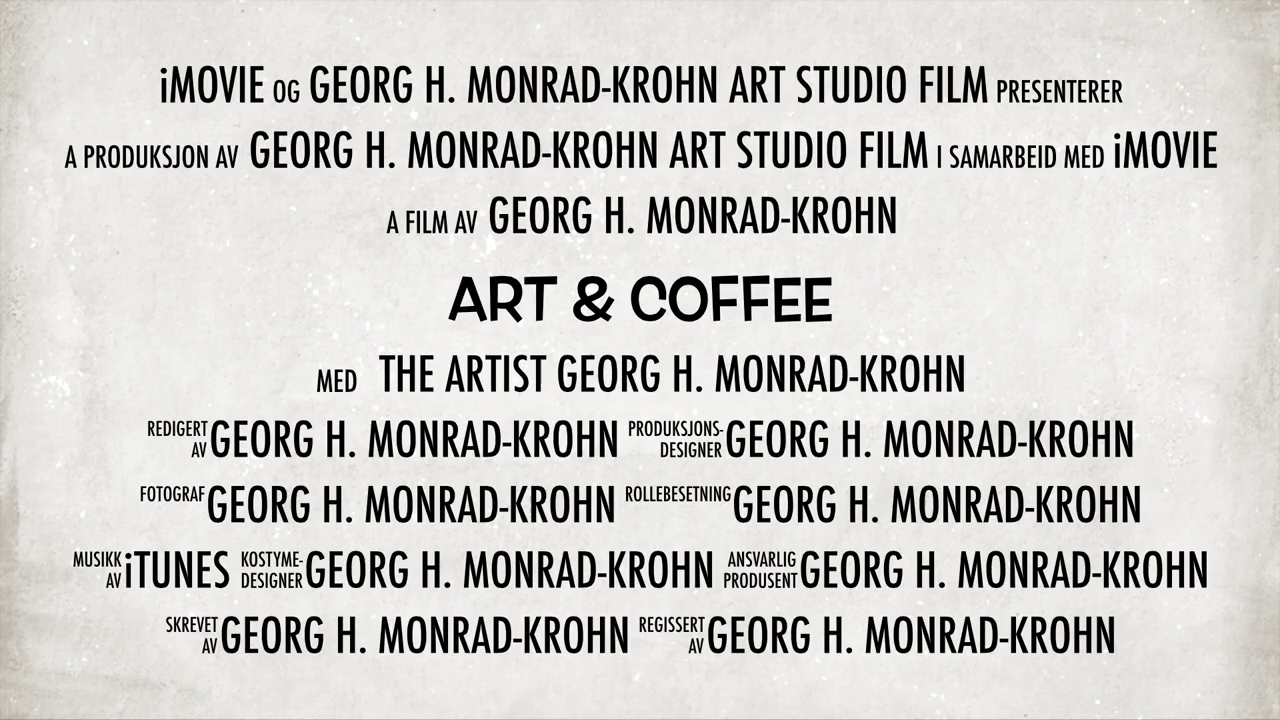 iMOVIE OG GEORG H. MONRAD-KROHN ART STUDIO FILM PRESENTERER
A PRODUKSJON AV GEORG H. MONRAD-KROHN ART STUDIO FILM I SAMARBEID MED iMOVIE
A FILM AV GEORG H. MONRAD-KROHN
ART & COFFEE
MED THE ARTIST GEORG H. MONRAD-KROHN
REDIGERT AV GEORG H. MONRAD-KROHN PRODUKSJONS-DESIGNER GEORG H. MONRAD-KROHN
FOTOGRAF GEORG H. MONRAD-KROHN ROLLEBESETNING GEORG H. MONRAD-KROHN
MUSIKK AV iTUNES KOSTYME-DESIGNER GEORG H. MONRAD-KROHN ANSVARLIG PRODUSENT GEORG H. MONRAD-KROHN
SKREVET AV GEORG H. MONRAD-KROHN REGISSERT AV GEORG H. MONRAD-KROHN